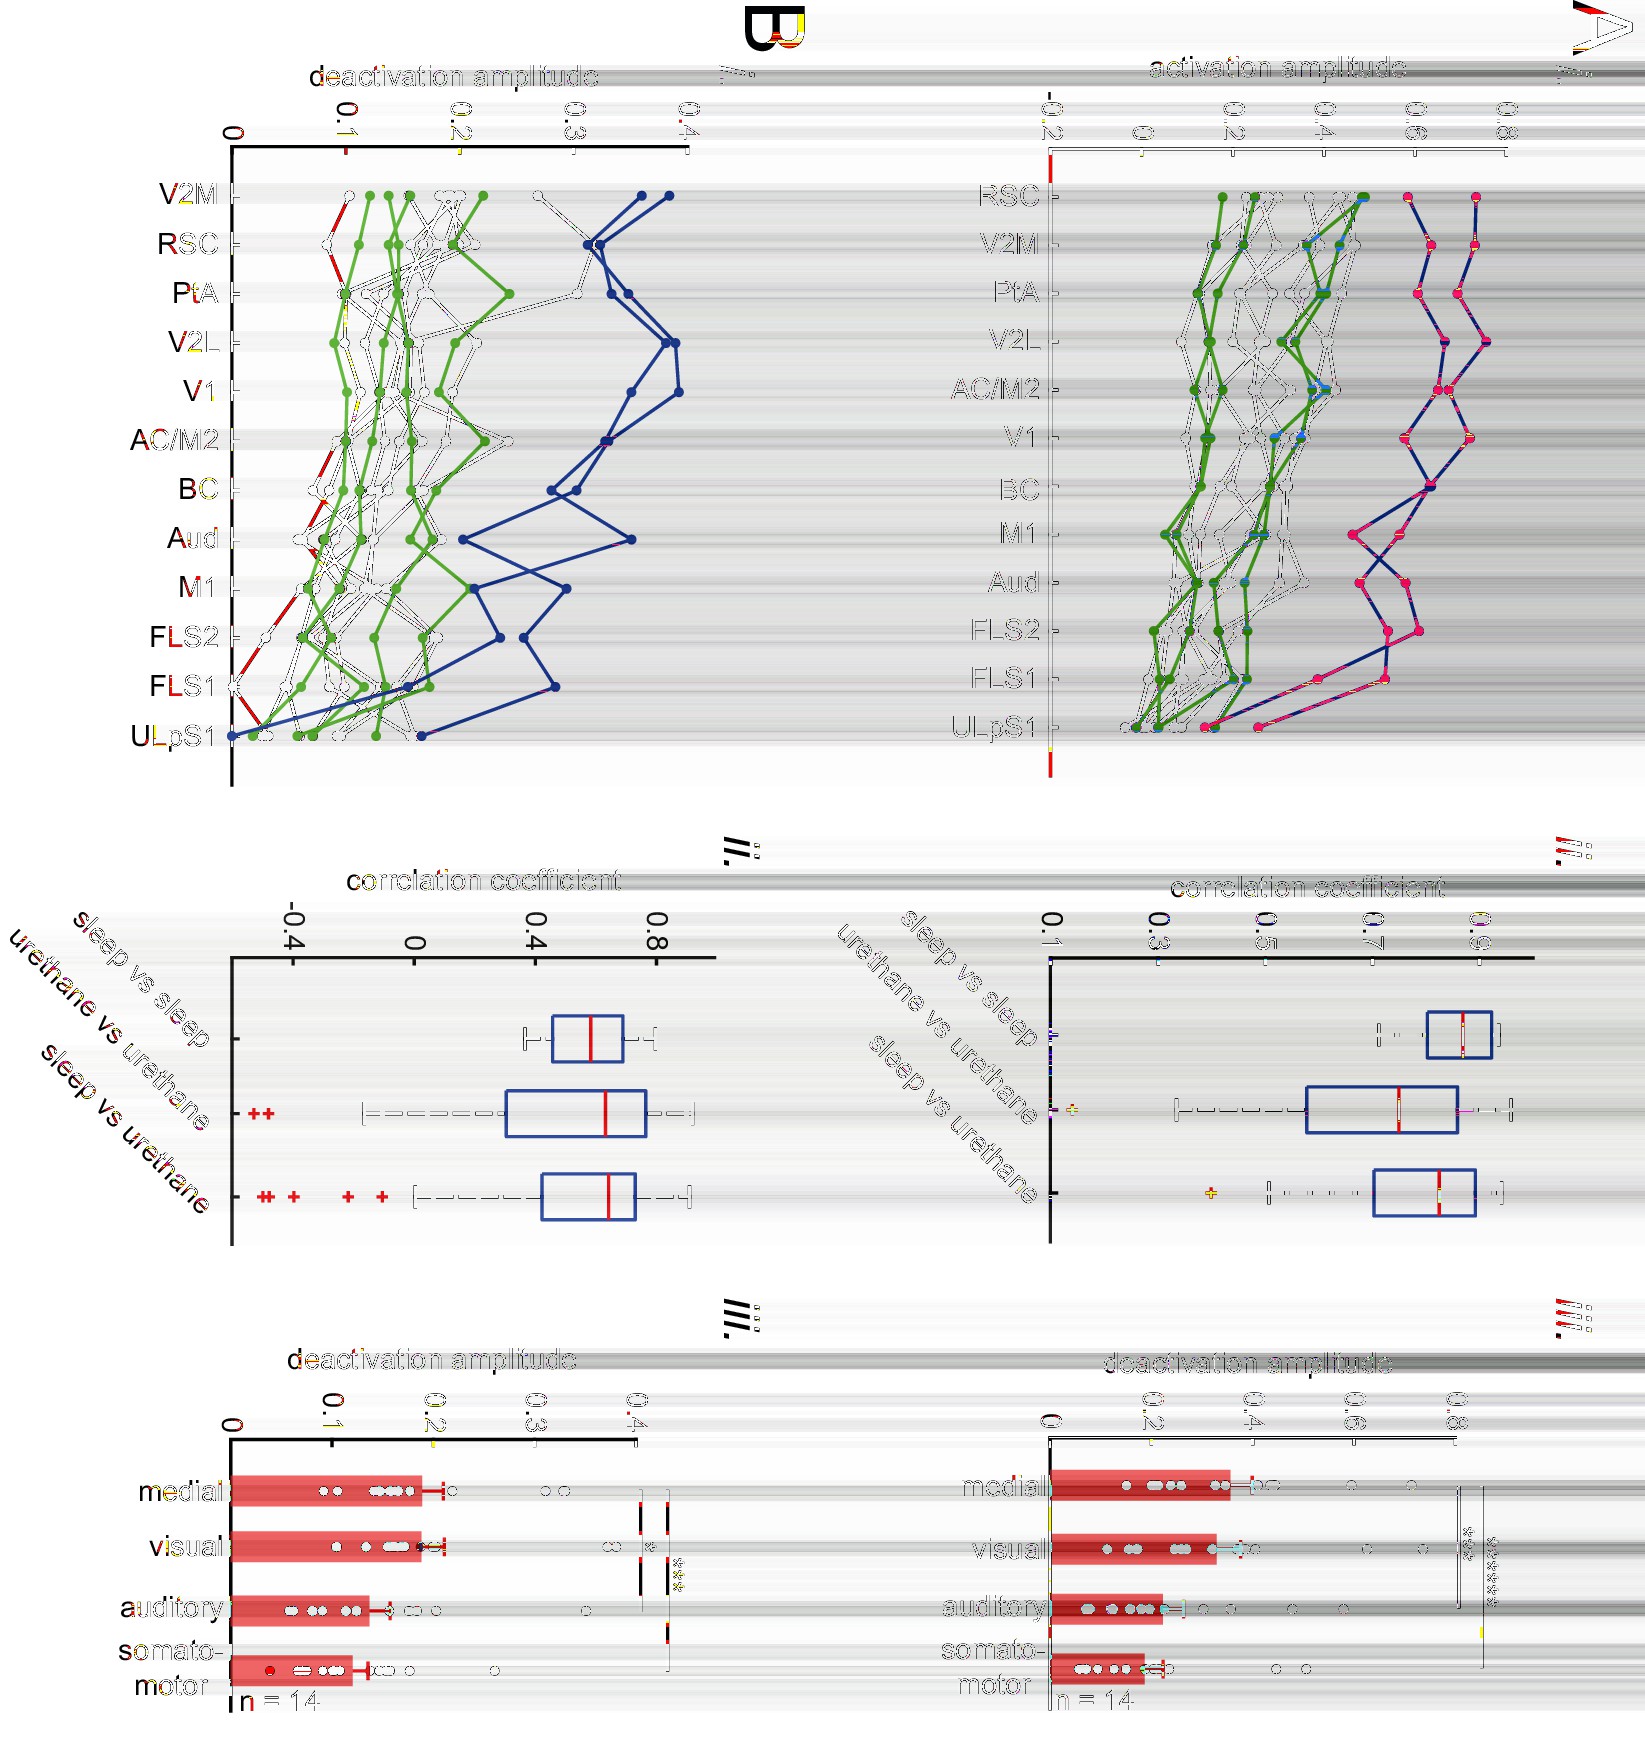 A
i.
activation amplitude
-0.2
0
0.2
0.4
0.6
0.8
RSC
V2M
PtA
V2L
AC/M2
V1
BC
M1
Aud
FLS2
FLS1
ULpS1
ii.
correlation coefficient
0.1
0.3
0.5
0.7
0.9
sleep vs sleep
urethane vs urethane
sleep vs urethane
iii.
deactivation amplitude
0
0.2
0.4
0.6
0.8
medial
visual
auditory
somato-
motor
n = 14
***
******
B
i.
deactivation amplitude
0
0.1
0.2
0.3
0.4
V2M
RSC
PtA
V2L
V1
AC/M2
BC
Aud
M1
FLS2
FLS1
ULpS1
ii.
correlation coefficient
-0.4
0
0.4
0.8
sleep vs sleep
urethane vs urethane
sleep vs urethane
iii.
deactivation amplitude
0
0.1
0.2
0.3
0.4
medial
visual
auditory
somato-
motor
n = 14
*
***